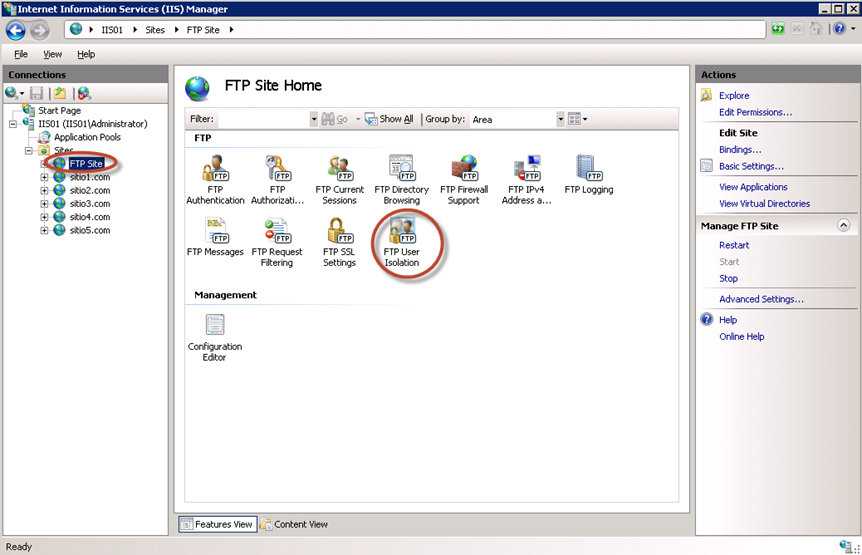 Internet Information Services (IIS) Manager
IIS01 Sites FTP Site
File View Help
Connections
Start Page
IIS01 (IIS01\Administrator)
Application Pools
Sites
FTP Site
sitio1.com
sitio2.com
sitio3.com
sitio4.com
sitio5.com
FTP Site Home
Filter: Go Show All Group by: Area
FTP
FTP Authentication
FTP Authorizati...
FTP Current Sessions
FTP Directory Browsing
FTP Firewall Support
FTP IPv4 Address a...
FTP Logging
FTP Messages
FTP Request Filtering
FTP SSL Settings
FTP User Isolation
Management
Configuration Editor
Features View Content View
Actions
Explore
Edit Permissions...
Edit Site
Bindings...
Basic Settings...
View Applications
View Virtual Directories
Manage FTP Site
Restart
Start
Stop
Advanced Settings...
Help
Online Help
Ready